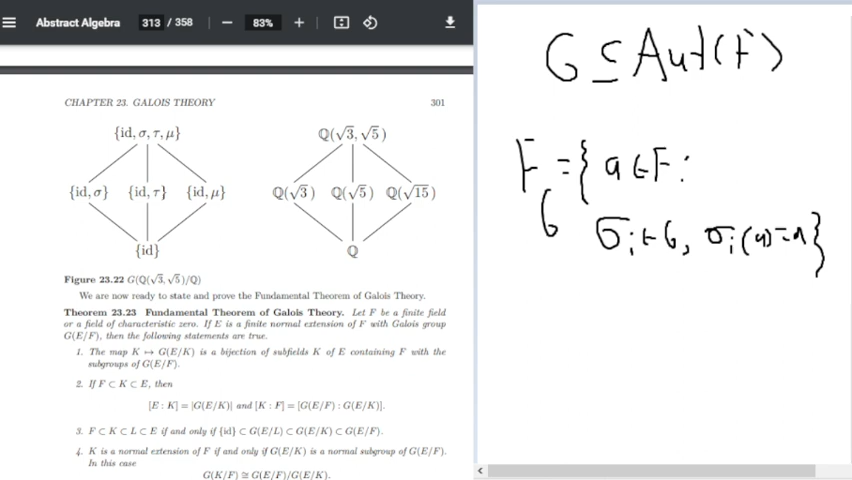 Abstract Algebra
313 / 358
83%
CHAPTER 23. GALOIS THEORY
301
{id, σ, τ, μ}
ℚ(√3, √5)
{id, σ}
{id, τ}
{id, μ}
ℚ(√3)
ℚ(√5)
ℚ(√15)
{id}
ℚ
Figure 23.22 G(ℚ(√3, √5)/ℚ)
We are now ready to state and prove the Fundamental Theorem of Galois Theory.
Theorem 23.23 Fundamental Theorem of Galois Theory. Let F be a finite field
or a field of characteristic zero. If E is a finite normal extension of F with Galois group
G(E/F), then the following statements are true.
1. The map K ↦ G(E/K) is a bijection of subfields K of E containing F with the
subgroups of G(E/F).
2. If F ⊂ K ⊂ E, then
[E : K] = |G(E/K)| and [K : F] = [G(E/F) : G(E/K)].
3. F ⊂ K ⊂ L ⊂ E if and only if {id} ⊂ G(E/L) ⊂ G(E/K) ⊂ G(E/F).
4. K is a normal extension of F if and only if G(E/K) is a normal subgroup of G(E/F).
In this case
G(K/F) ≅ G(E/F)/G(E/K).
G ⊆ Aut(F)
F_G = { a ∈ F :
σ_i ∈ G, σ_i(a) = a }